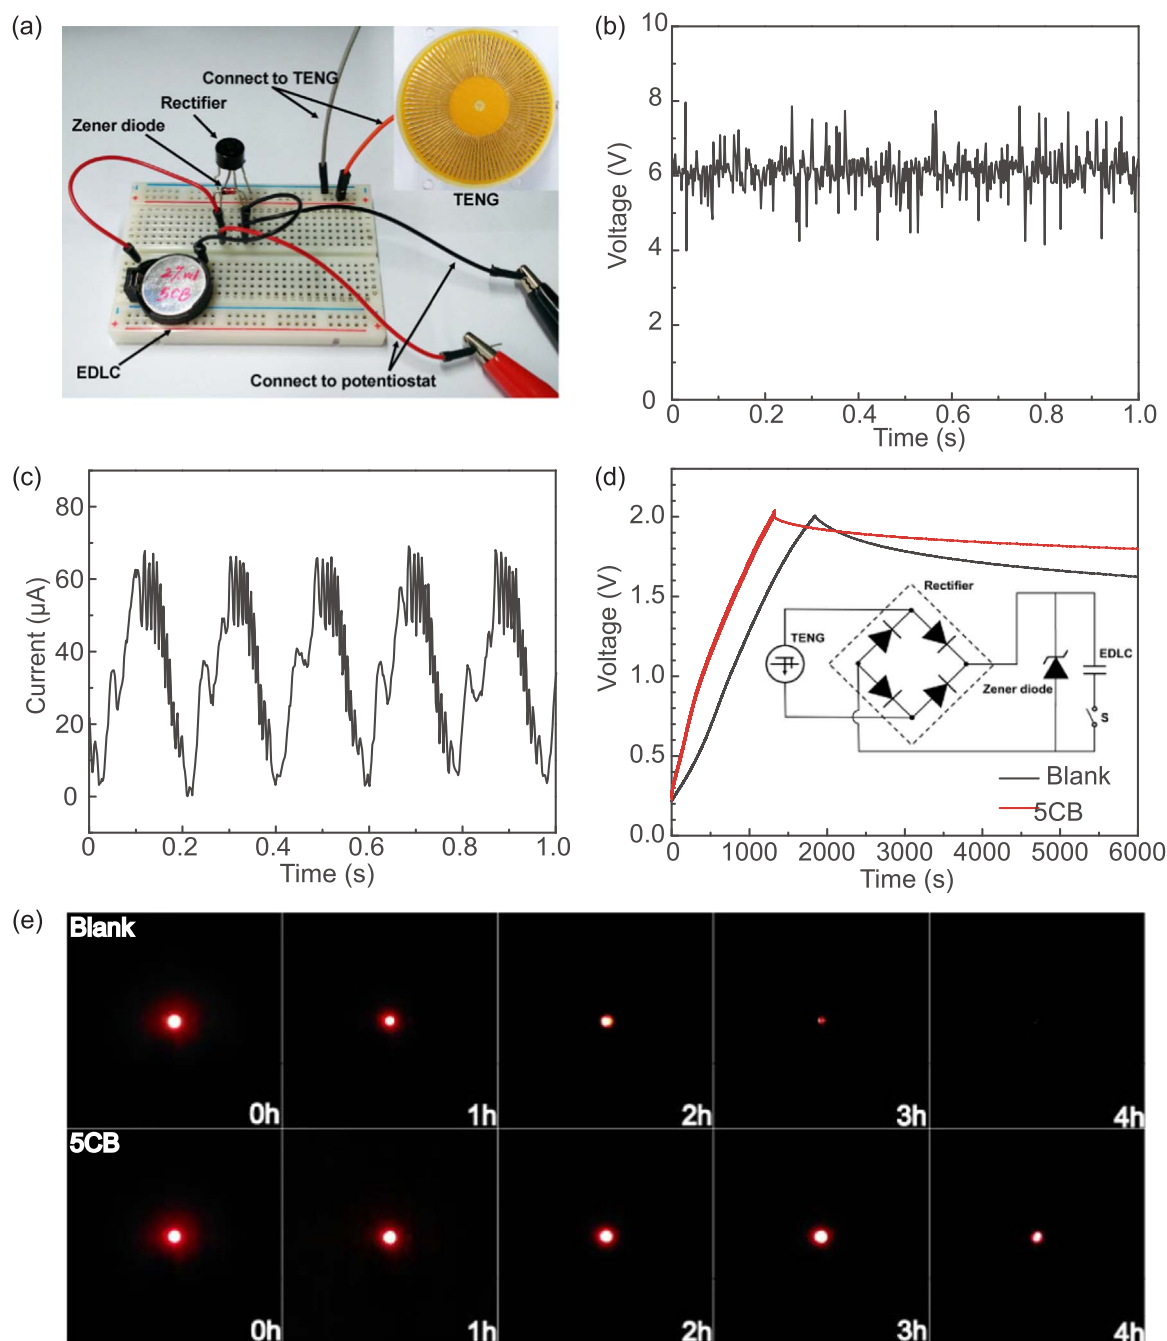 (a)
Connect to TENG
Rectifier
Zener diode
TENG
2% wt
5CB
EDLC
Connect to potentiostat
(b)
10
8
6
4
2
0
Voltage (V)
0
0.2
0.4
0.6
0.8
1.0
Time (s)
(c)
80
60
40
20
0
Current (µA)
0
0.2
0.4
0.6
0.8
1.0
Time (s)
(d)
2.0
1.5
1.0
0.5
0.0
Voltage (V)
Rectifier
TENG
EDLC
Zener diode
S
Blank
5CB
0
1000
2000
3000
4000
5000
6000
Time (s)
(e)
Blank
0h
1h
2h
3h
4h
5CB
0h
1h
2h
3h
4h